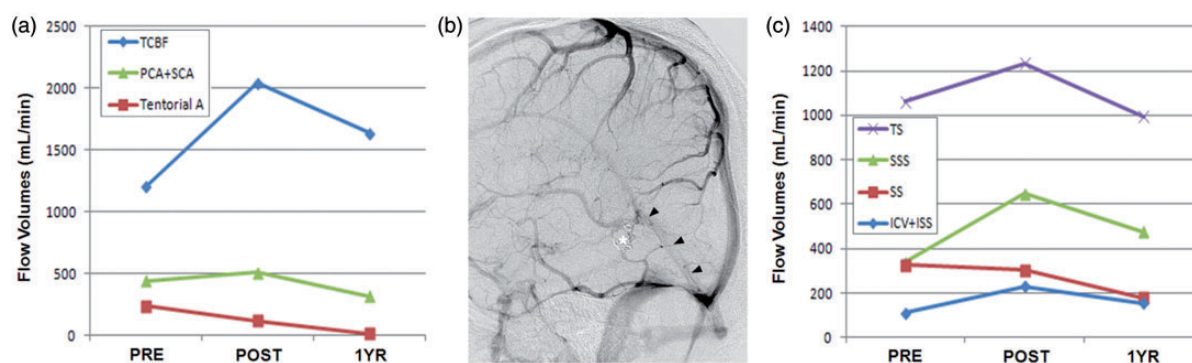 (a)
Flow Volumes (mL/min)
2500
2000
1500
1000
500
0
TCBF
PCA+SCA
Tentorial A
PRE POST 1YR
(b)
(c)
Flow Volumes (mL/min)
1400
1200
1000
800
600
400
200
0
TS
SSS
SS
ICV+ISS
PRE POST 1YR